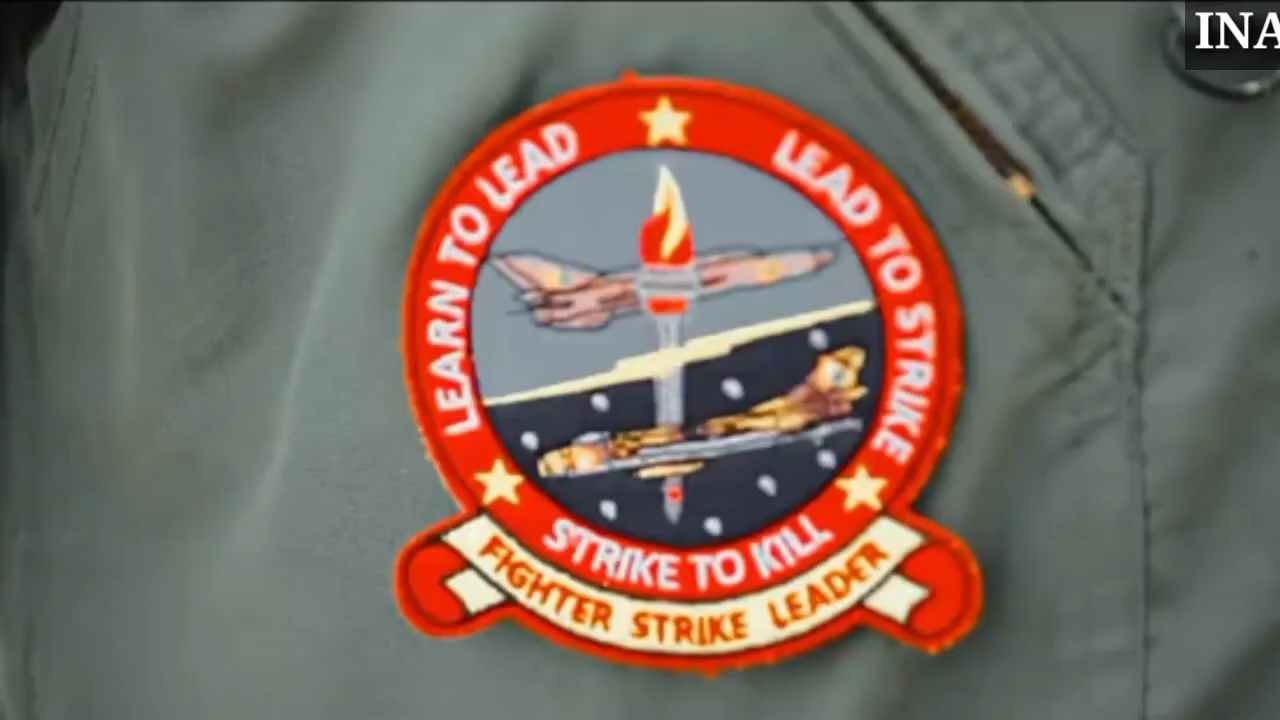 INA
LEARN TO LEAD
LEAD TO STRIKE
STRIKE TO KILL
FIGHTER STRIKE LEADER